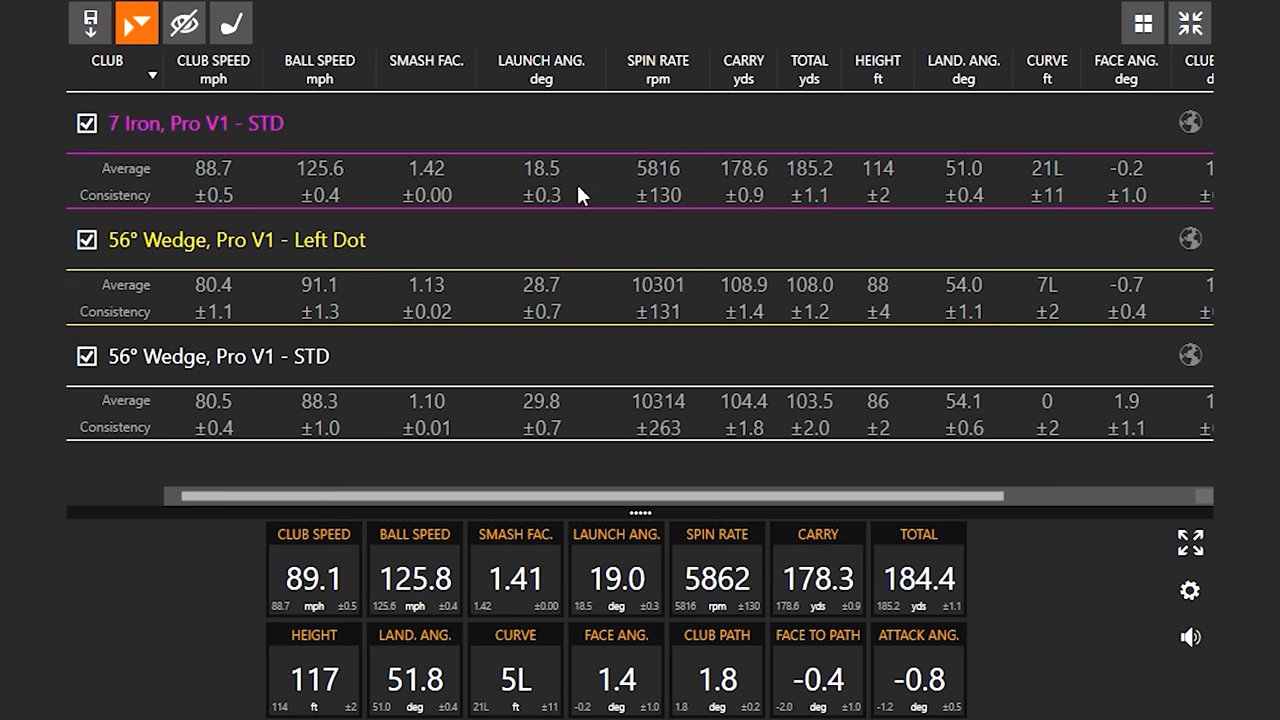 CLUB CLUB SPEED BALL SPEED SMASH FAC. LAUNCH ANG. SPIN RATE CARRY TOTAL HEIGHT LAND. ANG. CURVE FACE ANG. CLU
mph mph deg rpm yds yds ft deg ft deg d
7 Iron, Pro V1 - STD
Average 88.7 125.6 1.42 18.5 5816 178.6 185.2 114 51.0 21L -0.2 1
Consistency ±0.5 ±0.4 ±0.00 ±0.3 ±130 ±0.9 ±1.1 ±2 ±0.4 ±11 ±1.0 ±
56° Wedge, Pro V1 - Left Dot
Average 80.4 91.1 1.13 28.7 10301 108.9 108.0 88 54.0 7L -0.7 1
Consistency ±1.1 ±1.3 ±0.02 ±0.7 ±131 ±1.4 ±1.2 ±4 ±1.1 ±2 ±0.4 ±
56° Wedge, Pro V1 - STD
Average 80.5 88.3 1.10 29.8 10314 104.4 103.5 86 54.1 0 1.9 1
Consistency ±0.4 ±1.0 ±0.01 ±0.7 ±263 ±1.8 ±2.0 ±2 ±0.6 ±2 ±1.1 ±
CLUB SPEED BALL SPEED SMASH FAC. LAUNCH ANG. SPIN RATE CARRY TOTAL
89.1 125.8 1.41 19.0 5862 178.3 184.4
88.7 mph ±0.5 125.6 mph ±0.4 1.42 ±0.00 18.5 deg ±0.3 5816 rpm ±130 178.6 yds ±0.9 185.2 yds ±1.1
HEIGHT LAND. ANG. CURVE FACE ANG. CLUB PATH FACE TO PATH ATTACK ANG.
117 51.8 5L 1.4 1.8 -0.4 -0.8
114 ft ±2 51.0 deg ±0.4 21L ft ±11 -0.2 deg ±1.0 1.8 deg ±0.2 -2.0 deg ±1.0 -1.2 deg ±0.5